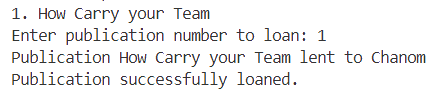 1. How Carry your Team
Enter publication number to loan: 1
Publication How Carry your Team lent to Chanom
Publication successfully loaned.